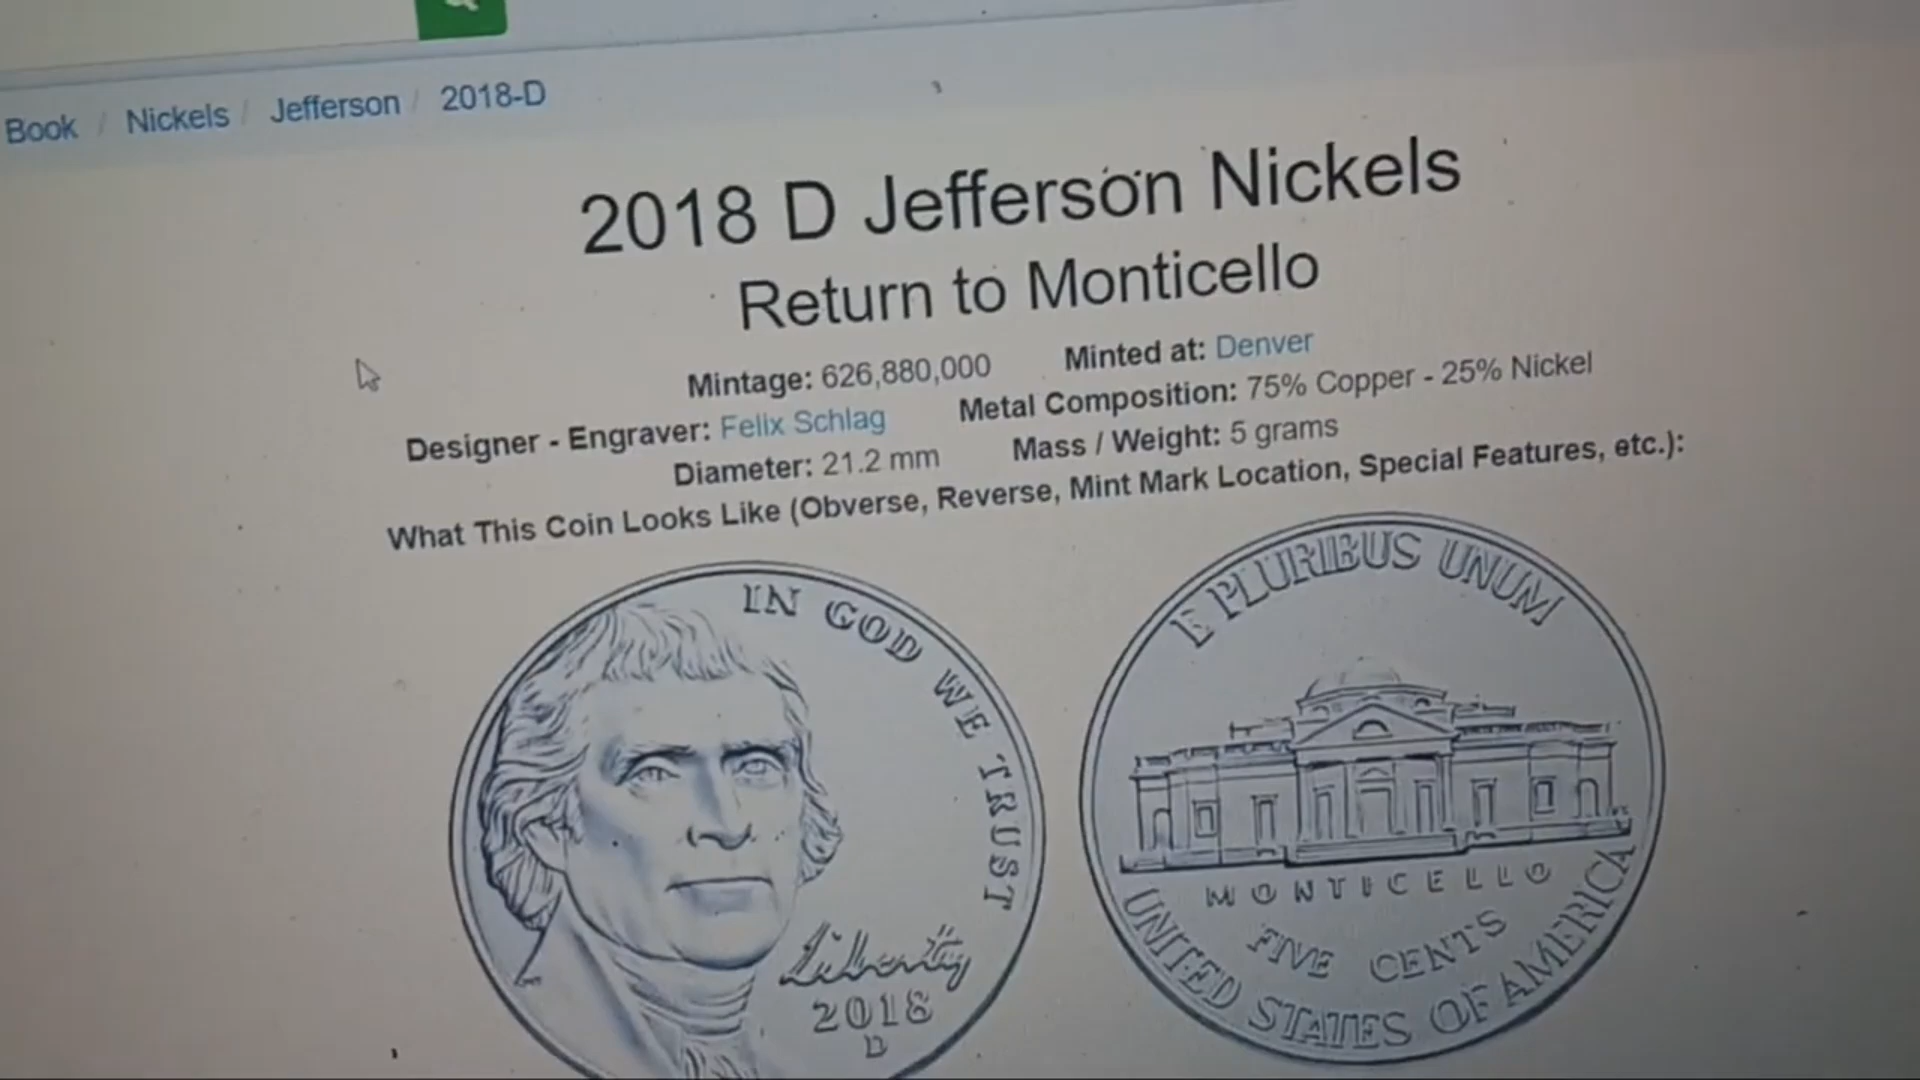 Book / Nickels / Jefferson / 2018-D
2018 D Jefferson Nickels
Return to Monticello
Mintage: 626,880,000 Minted at: Denver
Designer - Engraver: Felix Schlag Metal Composition: 75% Copper - 25% Nickel
Diameter: 21.2 mm Mass / Weight: 5 grams
What This Coin Looks Like (Obverse, Reverse, Mint Mark Location, Special Features, etc.):
IN GOD WE TRUST
Liberty
2018
D
E PLURIBUS UNUM
MONTICELLO
FIVE CENTS
UNITED STATES OF AMERICA